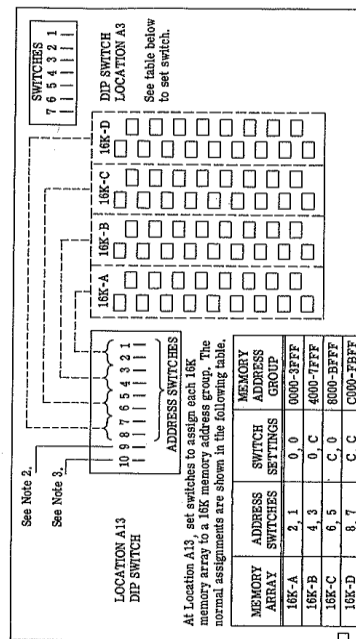 See Note 2.
See Note 3.
LOCATION A13
DIP SWITCH
10 9 8 7 6 5 4 3 2 1
ADDRESS SWITCHES
16K-A
16K-B
16K-C
16K-D
SWITCHES
7 6 5 4 3 2 1
DIP SWITCH
LOCATION A3
See table below
to set switch.
At Location A13, set switches to assign each 16K
memory array to a 16K memory address group. The
normal assignments are shown in the following table.
MEMORY ARRAY ADDRESS SWITCHES SWITCH SETTINGS MEMORY ADDRESS GROUP
16K-A 2, 1 0, 0 0000-3FFF
16K-B 4, 3 0, C 4000-7FFF
16K-C 6, 5 C, 0 8000-BFFF
16K-D 8, 7 C, C C000-FBFF